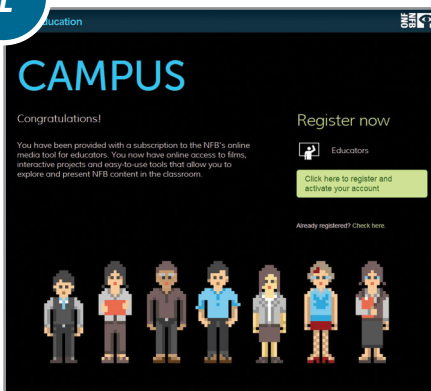 ucation
ONF
NFB
CAMPUS
Congratulations!
You have been provided with a subscription to the NFB's online
media tool for educators. You now have online access to films,
interactive projects and easy-to-use tools that allow you to
explore and present NFB content in the classroom.
Register now
Educators
Click here to register and
activate your account
Already registered? Check here.